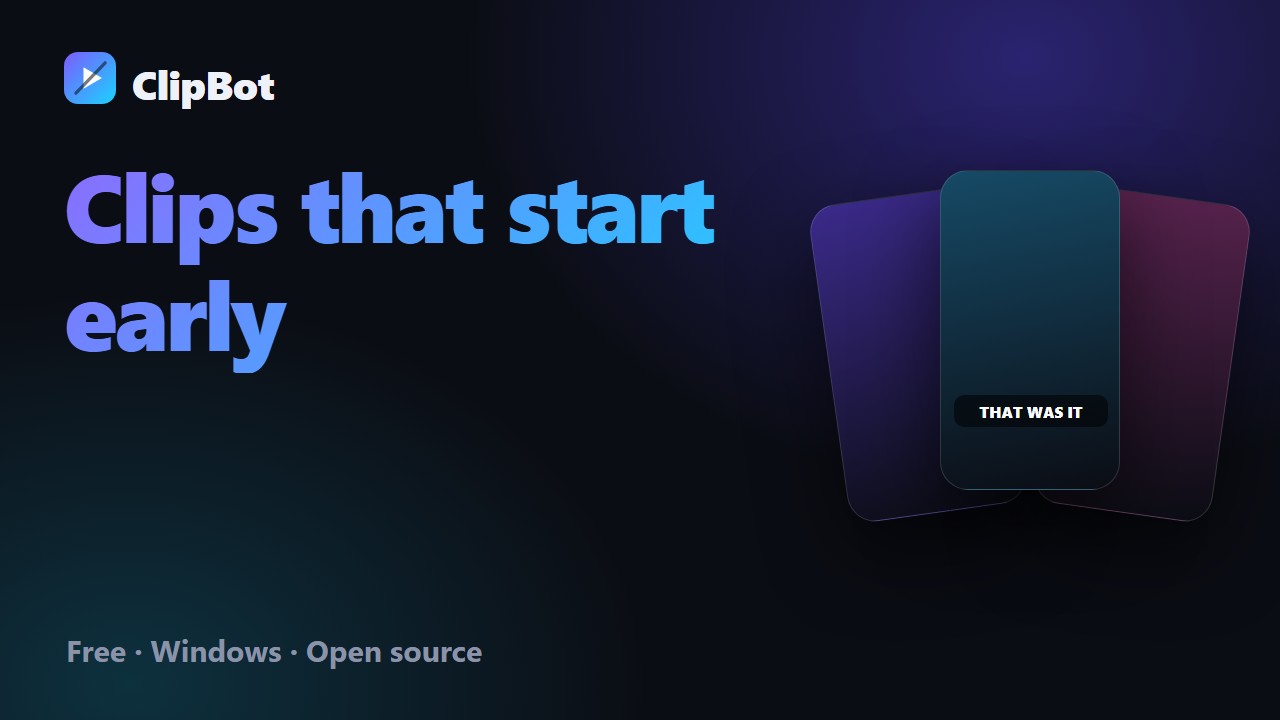 ClipBot
Clips that start
early
THAT WAS IT
Free · Windows · Open source